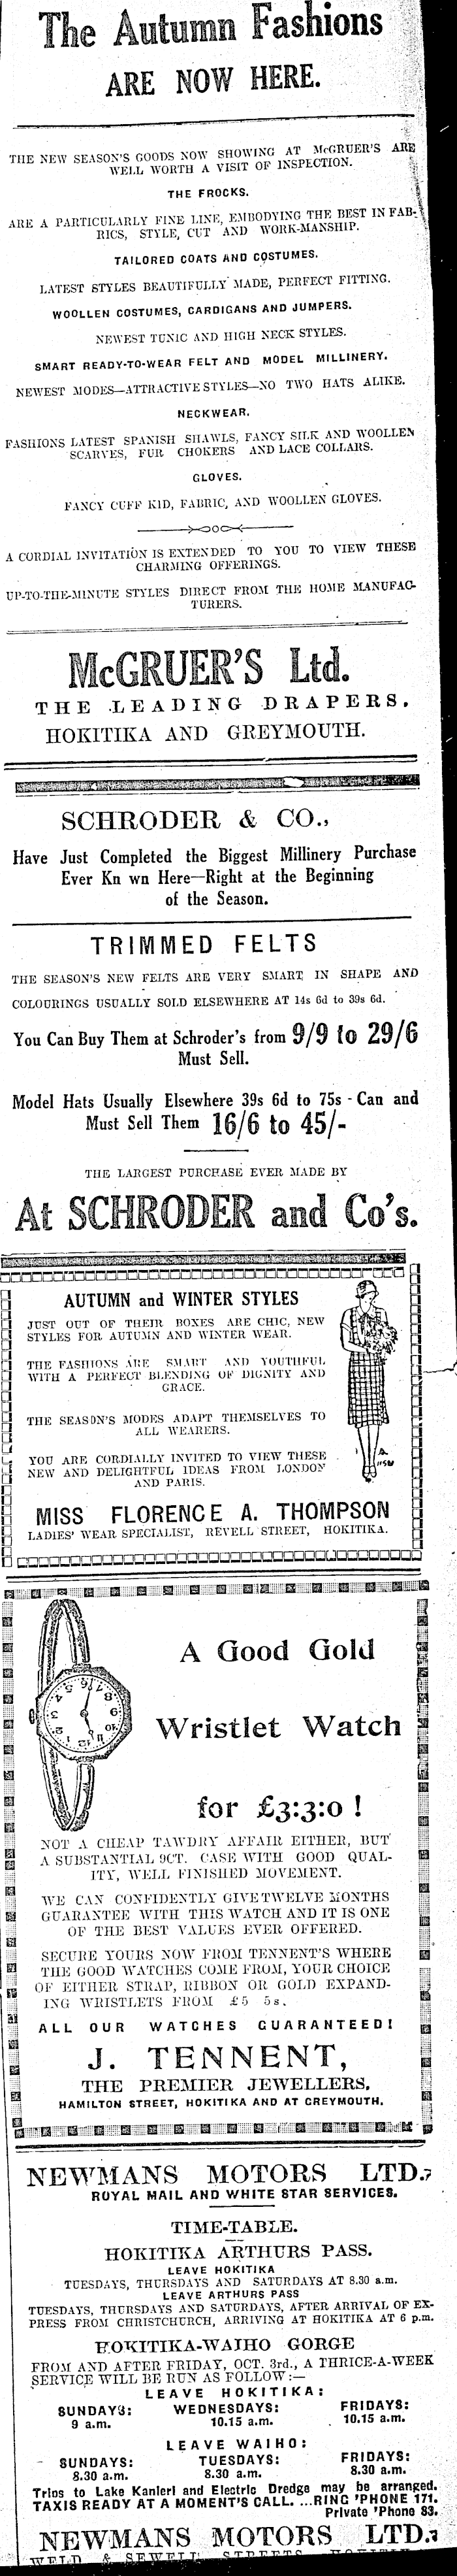 The Autumn Fashions
ARE NOW HERE.
THE NEW SEASON'S GOODS NOW SHOWING AT McGRUER'S ARE
WELL WORTH A VISIT OF INSPECTION.
THE FROCKS.
ARE A PARTICULARLY FINE LINE, EMBODYING THE BEST IN FAB-
RICS, STYLE, CUT AND WORK-MANSHIP.
TAILORED COATS AND COSTUMES.
LATEST STYLES BEAUTIFULLY MADE, PERFECT FITTING.
WOOLLEN COSTUMES, CARDIGANS AND JUMPERS.
NEWEST TUNIC AND HIGH NECK STYLES.
SMART READY-TO-WEAR FELT AND MODEL MILLINERY.
NEWEST MODES—ATTRACTIVE STYLES—NO TWO HATS ALIKE.
NECKWEAR.
FASHIONS LATEST SPANISH SHAWLS, FANCY SILK AND WOOLLEN
SCARVES, FUR CHOKERS AND LACE COLLARS.
GLOVES.
FANCY CUFF KID, FABRIC, AND WOOLLEN GLOVES.
A CORDIAL INVITATION IS EXTENDED TO YOU TO VIEW THESE
CHARMING OFFERINGS.
UP-TO-THE-MINUTE STYLES DIRECT FROM THE HOME MANUFAC-
TURERS.
McGRUER'S Ltd.
THE LEADING DRAPERS,
HOKITIKA AND GREYMOUTH.
SCHRODER & CO.,
Have Just Completed the Biggest Millinery Purchase
Ever Kn wn Here—Right at the Beginning
of the Season.
TRIMMED FELTS
THE SEASON'S NEW FELTS ARE VERY SMART IN SHAPE AND
COLOURINGS USUALLY SOLD ELSEWHERE AT 14s 6d to 39s 6d.
You Can Buy Them at Schroder's from 9/9 to 29/6
Must Sell.
Model Hats Usually Elsewhere 39s 6d to 75s - Can and
Must Sell Them 16/6 to 45/-
THE LARGEST PURCHASE EVER MADE BY
At SCHRODER and Co's.
AUTUMN and WINTER STYLES
JUST OUT OF THEIR BOXES ARE CHIC, NEW
STYLES FOR AUTUMN AND WINTER WEAR.
THE FASHIONS ARE SMART AND YOUTHFUL
WITH A PERFECT BLENDING OF DIGNITY AND
GRACE.
THE SEASON'S MODES ADAPT THEMSELVES TO
ALL WEARERS.
YOU ARE CORDIALLY INVITED TO VIEW THESE
NEW AND DELIGHTFUL IDEAS FROM LONDON
AND PARIS.
MISS FLORENCE A. THOMPSON
LADIES' WEAR SPECIALIST, REVELL STREET, HOKITIKA.
A Good Gold
Wristlet Watch
for £3:3:0 !
NOT A CHEAP TAWDRY AFFAIR EITHER, BUT
A SUBSTANTIAL 9CT. CASE WITH GOOD QUAL-
ITY, WELL FINISHED MOVEMENT.
WE CAN CONFIDENTLY GIVE TWELVE MONTHS
GUARANTEE WITH THIS WATCH AND IT IS ONE
OF THE BEST VALUES EVER OFFERED.
SECURE YOURS NOW FROM TENNENT'S WHERE
THE GOOD WATCHES COME FROM, YOUR CHOICE
OF EITHER STRAP, RIBBON OR GOLD EXPAND-
ING WRISTLETS FROM £5 5s.
ALL OUR WATCHES GUARANTEED!
J. TENNENT,
THE PREMIER JEWELLERS,
HAMILTON STREET, HOKITIKA AND AT GREYMOUTH.
NEWMANS MOTORS LTD.,
ROYAL MAIL AND WHITE STAR SERVICES.
TIME-TABLE.
HOKITIKA ARTHURS PASS.
LEAVE HOKITIKA
TUESDAYS, THURSDAYS AND SATURDAYS AT 8.30 a.m.
LEAVE ARTHURS PASS
TUESDAYS, THURSDAYS AND SATURDAYS, AFTER ARRIVAL OF EX-
PRESS FROM CHRISTCHURCH, ARRIVING AT HOKITIKA AT 6 p.m.
HOKITIKA-WAIHO GORGE
FROM AND AFTER FRIDAY, OCT. 3rd., A THRICE-A-WEEK
SERVICE WILL BE RUN AS FOLLOW:—
LEAVE HOKITIKA:
SUNDAYS: WEDNESDAYS: FRIDAYS:
9 a.m. 10.15 a.m. 10.15 a.m.
LEAVE WAIHO:
SUNDAYS: TUESDAYS: FRIDAYS:
8.30 a.m. 8.30 a.m. 8.30 a.m.
Trips to Lake Kanieri and Electric Dredge may be arranged.
TAXIS READY AT A MOMENT'S CALL. ...RING 'PHONE 171.
Private 'Phone 83.
NEWMANS MOTORS LTD.,
WELD & SEWELL STREETS